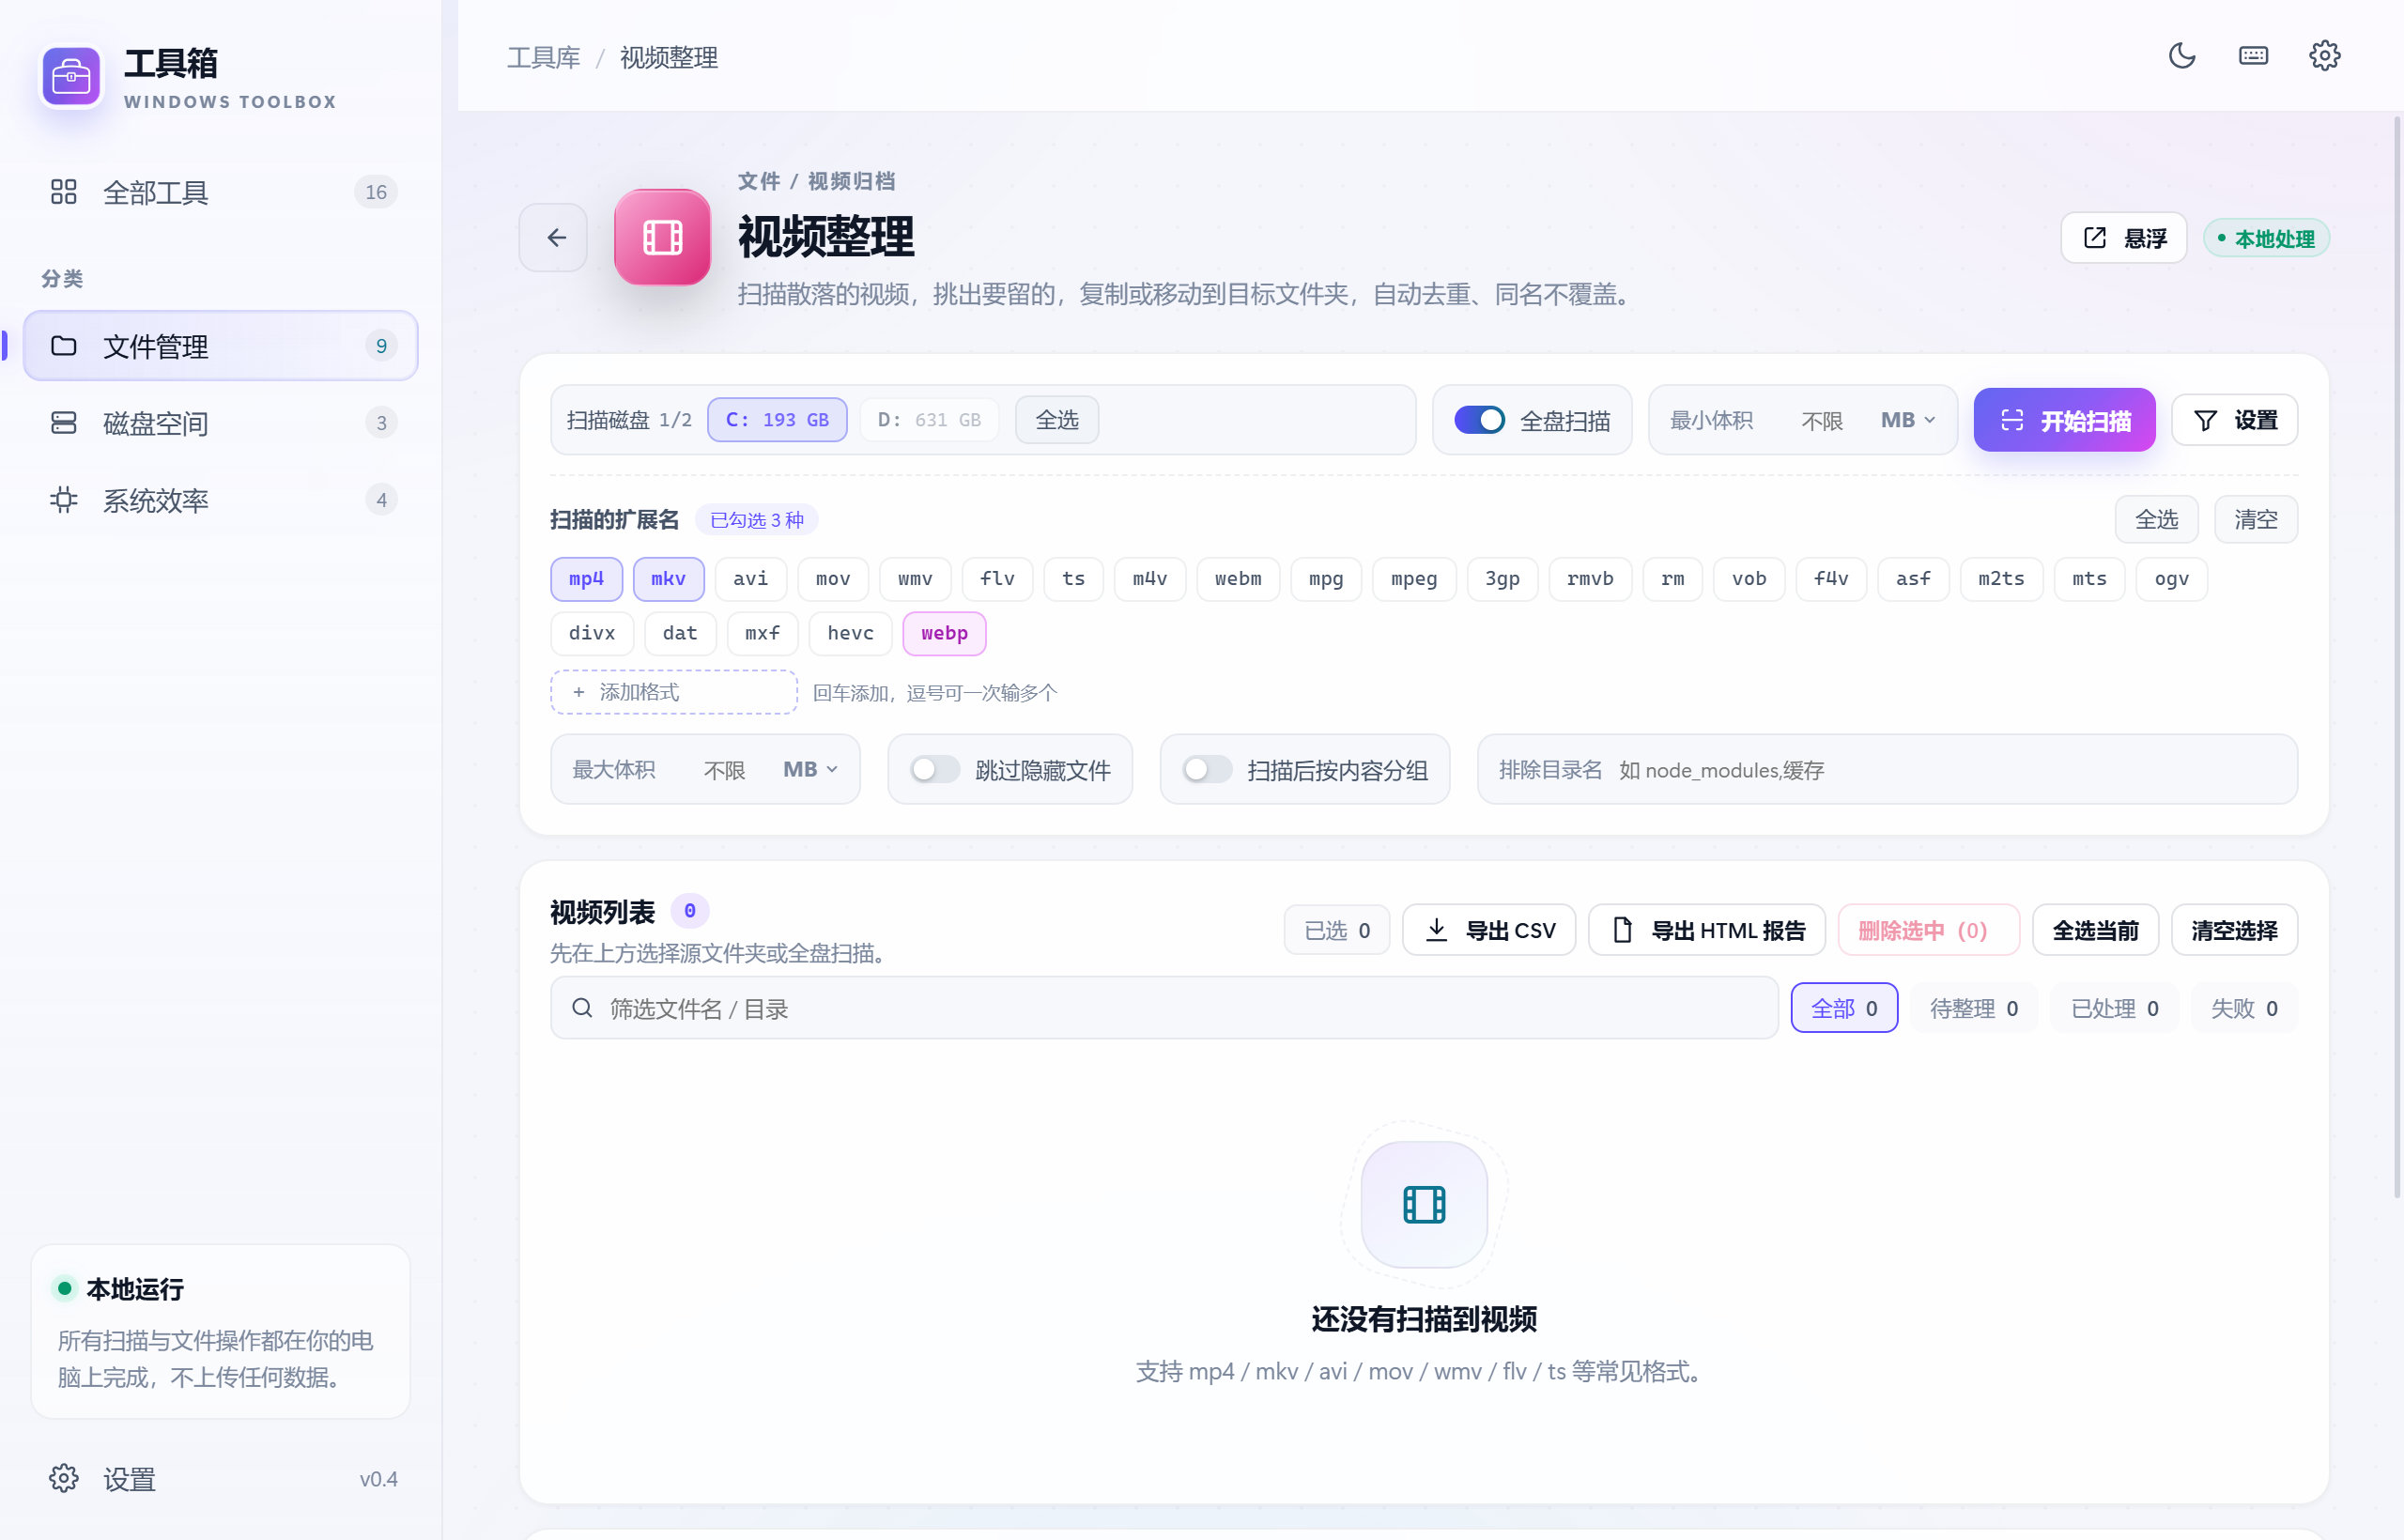 工具箱
WINDOWS TOOLBOX
全部工具 16
分类
文件管理 9
磁盘空间 3
系统效率 4
本地运行
所有扫描与文件操作都在你的电
脑上完成，不上传任何数据。
设置 v0.4
工具库 / 视频整理
文件 / 视频归档
视频整理
扫描散落的视频，挑出要留的，复制或移动到目标文件夹，自动去重、同名不覆盖。
悬浮 本地处理
扫描磁盘 1/2 C: 193 GB D: 631 GB 全选 全盘扫描 最小体积 不限 MB 开始扫描 设置
扫描的扩展名 已勾选 3 种 全选 清空
mp4 mkv avi mov wmv flv ts m4v webm mpg mpeg 3gp rmvb rm vob f4v asf m2ts mts ogv
divx dat mxf hevc webp
+ 添加格式 回车添加，逗号可一次输多个
最大体积 不限 MB 跳过隐藏文件 扫描后按内容分组 排除目录名 如 node_modules,缓存
视频列表 0
先在上方选择源文件夹或全盘扫描。
已选 0 导出 CSV 导出 HTML 报告 删除选中（0） 全选当前 清空选择
筛选文件名 / 目录 全部 0 待整理 0 已处理 0 失败 0
还没有扫描到视频
支持 mp4 / mkv / avi / mov / wmv / flv / ts 等常见格式。